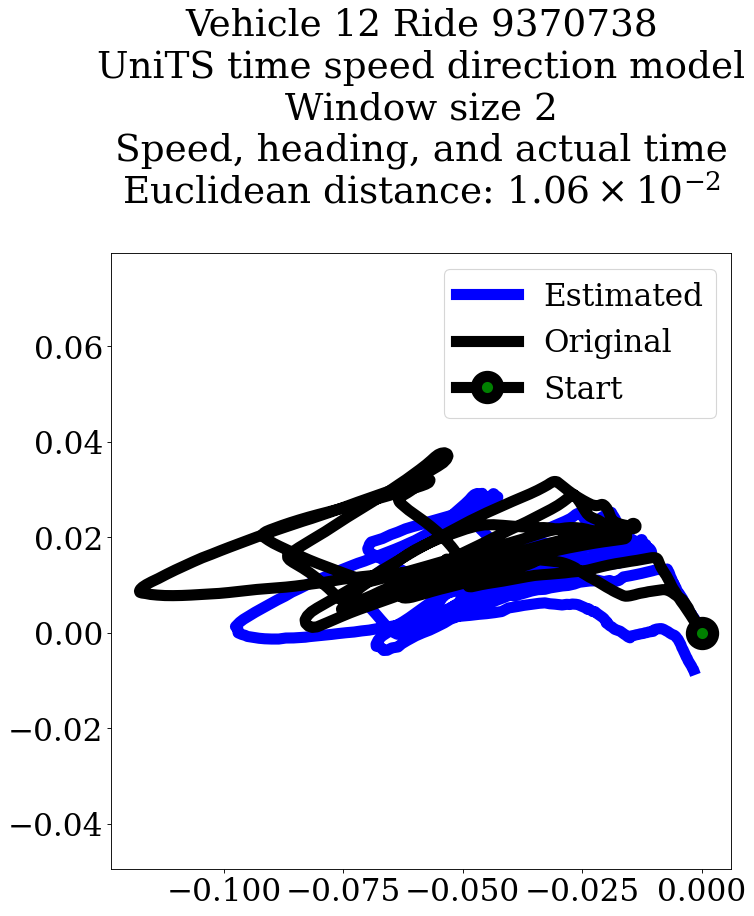 Vehicle 12 Ride 9370738
UniTS time speed direction model
Window size 2
Speed, heading, and actual time
Euclidean distance: 1.06 × 10⁻²
Estimated
Original
Start
0.06
0.04
0.02
0.00
−0.02
−0.04
−0.100 −0.075 −0.050 −0.025 0.000